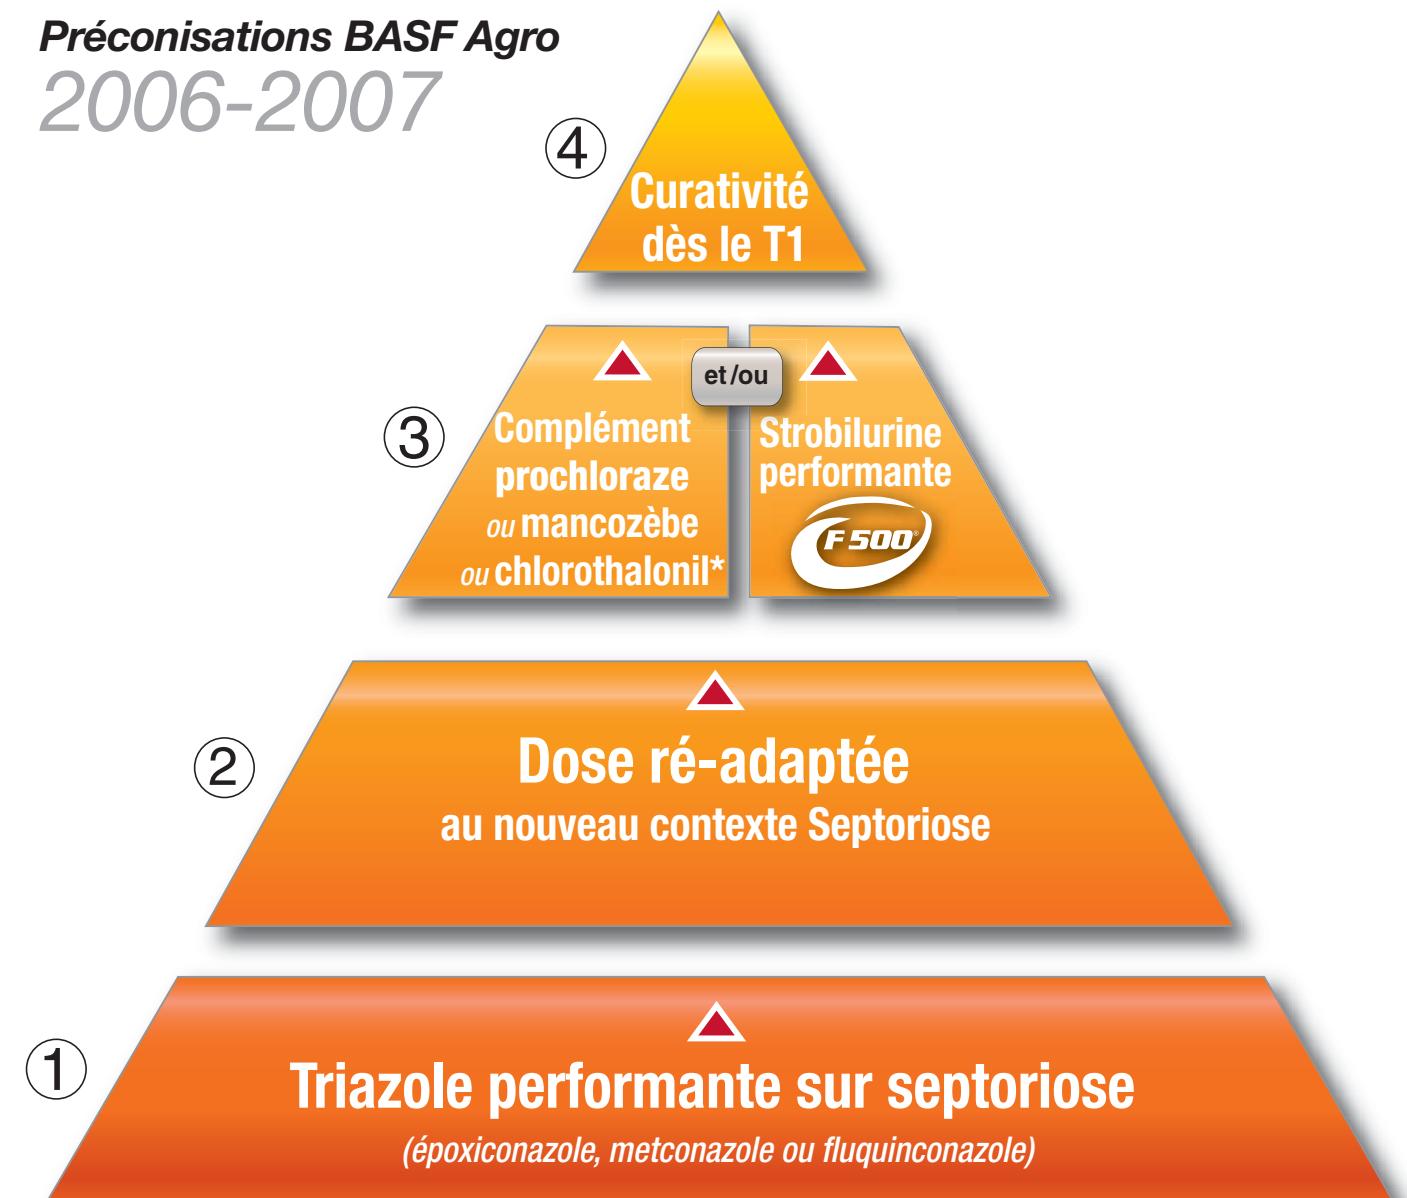 Préconisations BASF Agro
2006-2007
4
Curativité
dès le T1
3
Complément
prochloraze
ou mancozèbe
ou chlorothalonil*
et/ou
Strobilurine
performante
F 500®
2
Dose ré-adaptée
au nouveau contexte Septoriose
1
Triazole performante sur septoriose
(époxiconazole, metconazole ou fluquinconazole)